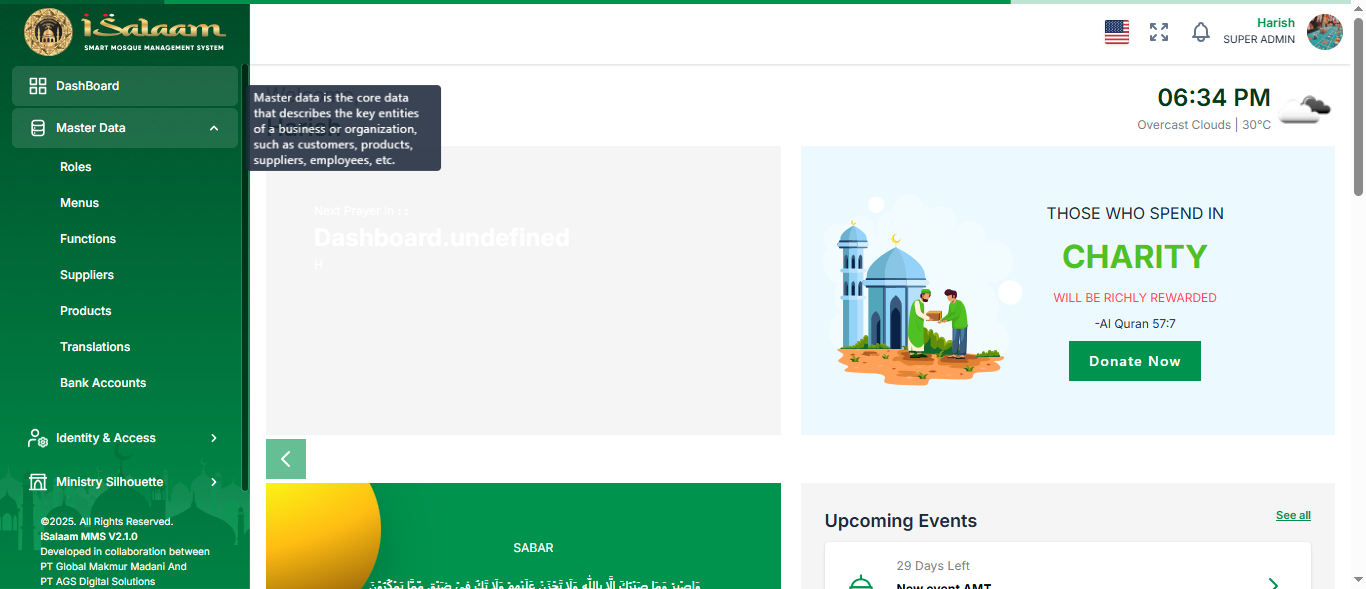 iSalaam
SMART MOSQUE MANAGEMENT SYSTEM
DashBoard
Master Data
Roles
Menus
Functions
Suppliers
Products
Translations
Bank Accounts
Identity & Access
Ministry Silhouette
©2025. All Rights Reserved.
iSalaam MMS V2.1.0
Developed in collaboration between
PT Global Makmur Madani And
PT AGS Digital Solutions
Harish
SUPER ADMIN
Master data is the core data
that describes the key entities
of a business or organization,
such as customers, products,
suppliers, employees, etc.
06:34 PM
Overcast Clouds | 30°C
Next Prayer in : :
Dashboard.undefined
H
THOSE WHO SPEND IN
CHARITY
WILL BE RICHLY REWARDED
-Al Quran 57:7
Donate Now
SABAR
وَاصْبِرْ وَمَا صَبْرُكَ إِلَّا بِاللَّهِ وَلَا تَحْزَنْ عَلَيْهِمْ وَلَا تَكُ فِي ضَيْقٍ مِّمَّا يَمْكُرُونَ
Upcoming Events
See all
29 Days Left
New event AMT